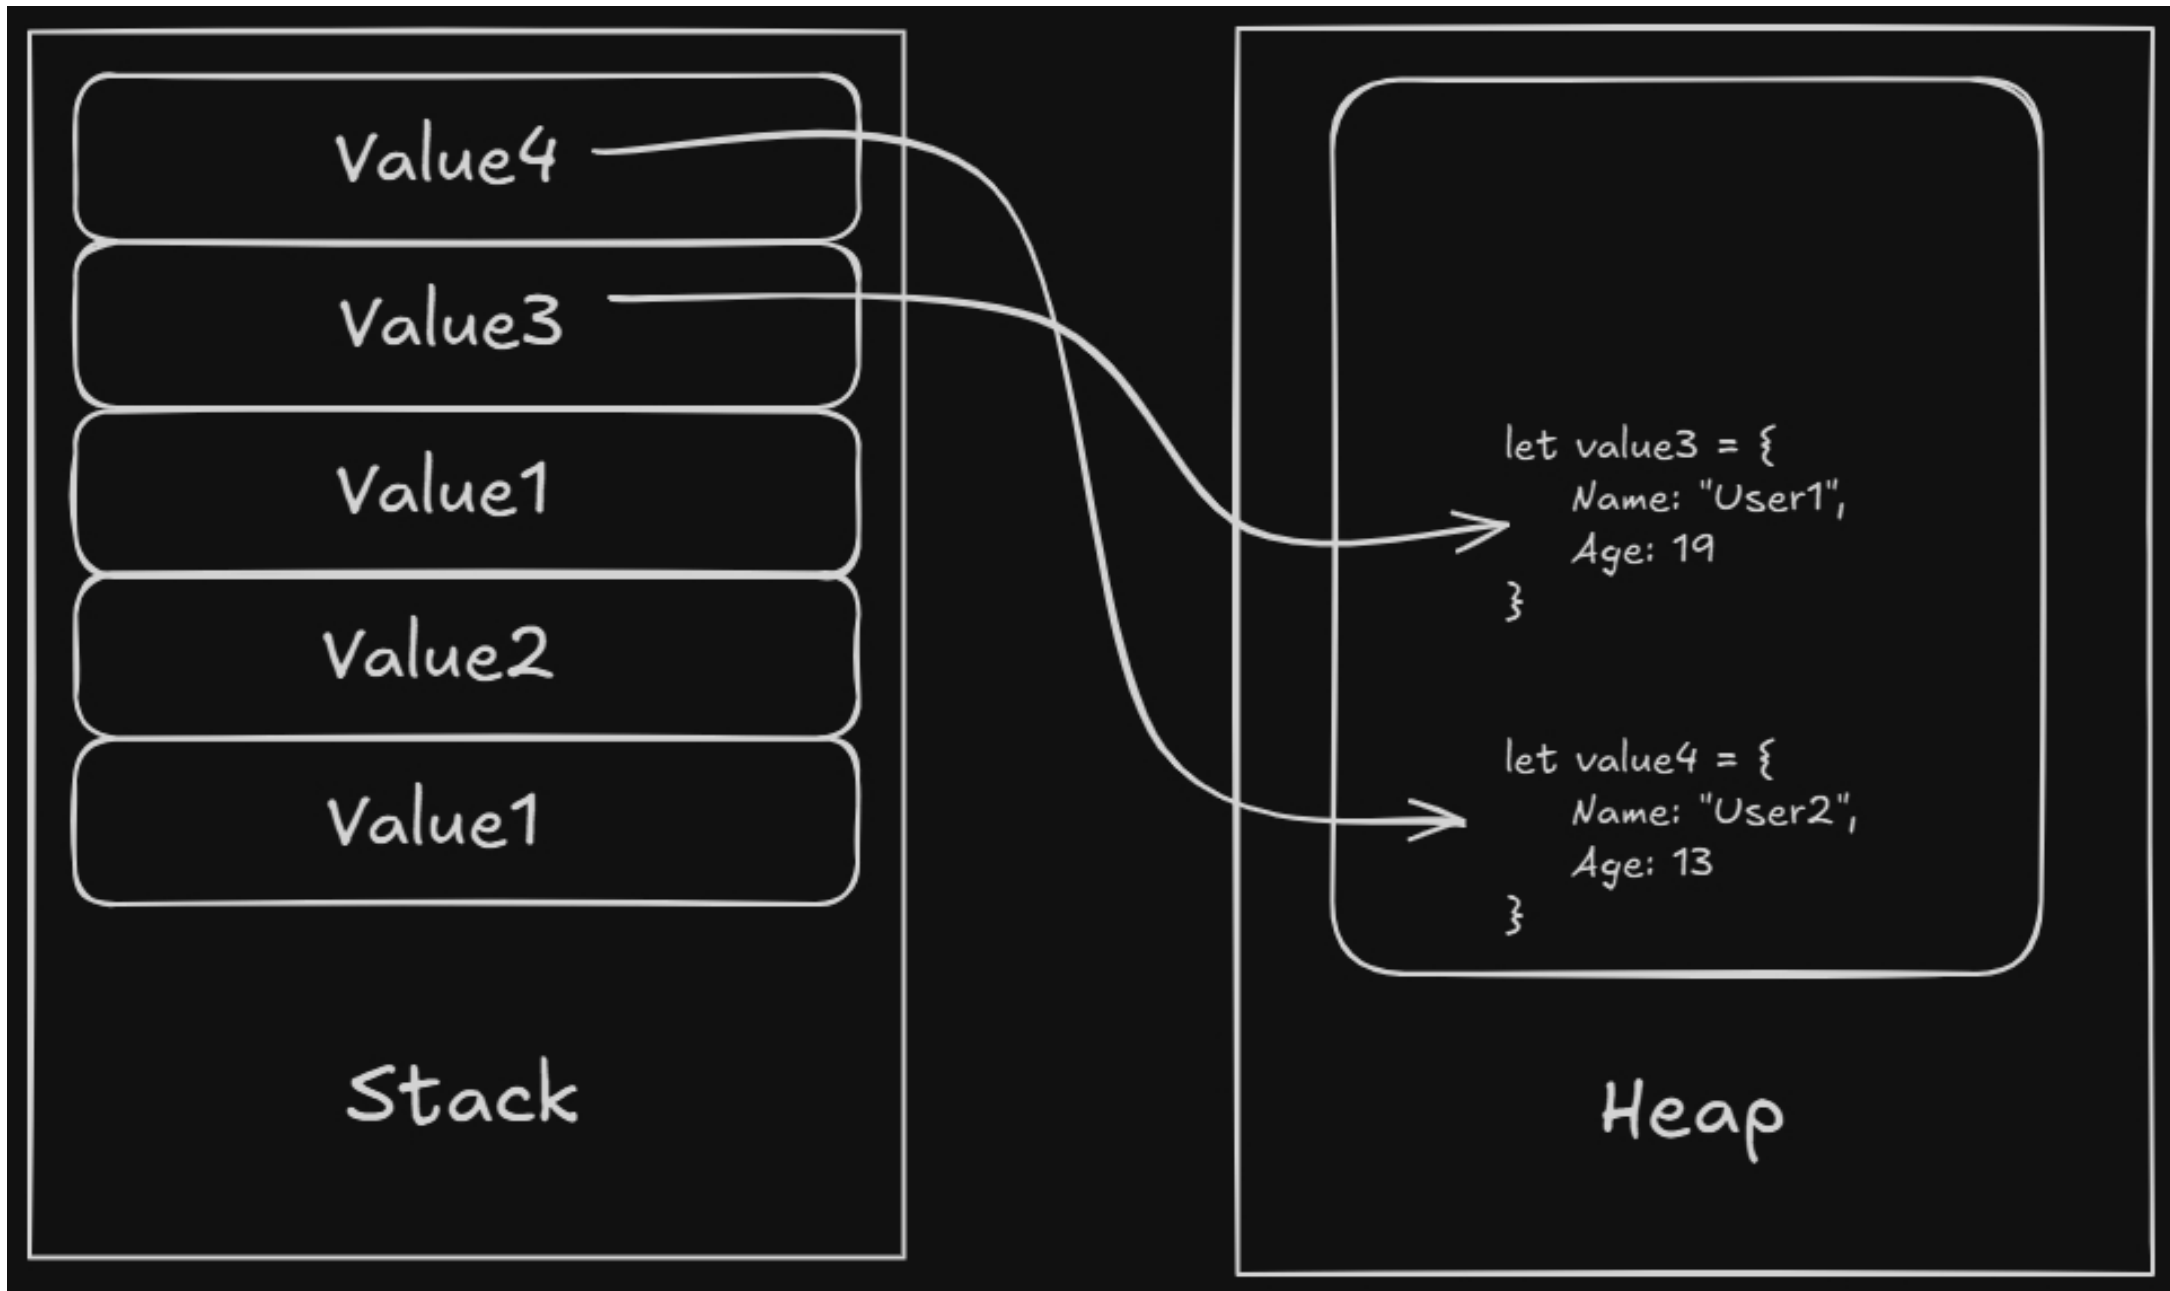 Value4
Value3
Value1
Value2
Value1
Stack
let value3 = {
Name: "User1",
Age: 19
}
let value4 = {
Name: "User2",
Age: 13
}
Heap